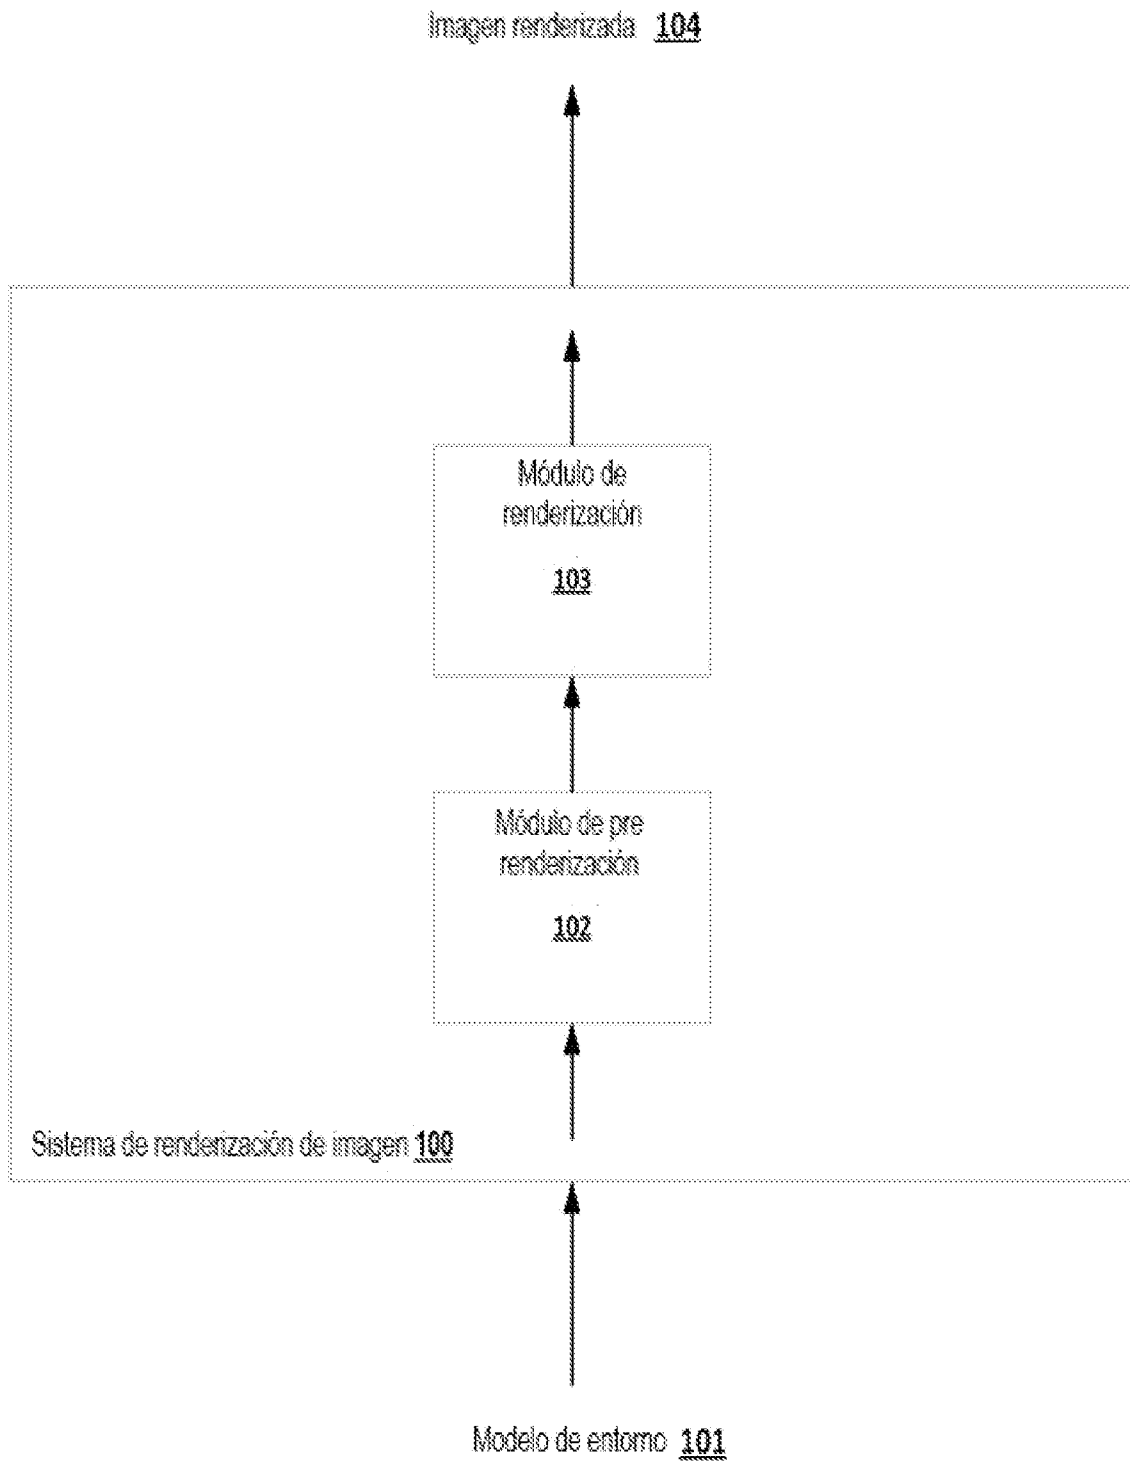 Imagen renderizada 104
Módulo de
renderización
103
Módulo de pre
renderización
102
Sistema de renderización de imagen 100
Modelo de entorno 101